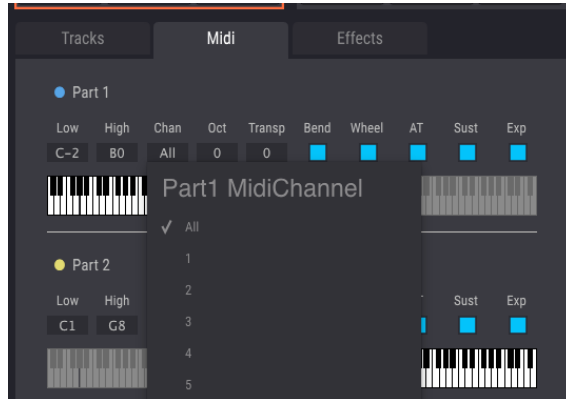 Tracks Midi Effects
Part 1
Low High Chan Oct Transp Bend Wheel AT Sust Exp
C-2 B0 All 0 0
Part1 MidiChannel
✓ All
1
2
3
4
5
Part 2
Low High Sust Exp
C1 G8